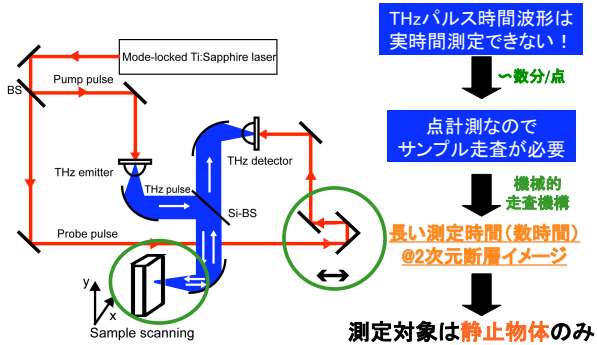 Mode-locked Ti:Sapphire laser
Pump pulse
BS
THz emitter
THz pulse
THz detector
Si-BS
Probe pulse
y
x
Sample scanning
THzパルス時間波形は
実時間測定できない！
~数分/点
点計測なので
サンプル走査が必要
機械的
走査機構
長い測定時間(数時間)
@2次元断層イメージ
測定対象は静止物体のみ